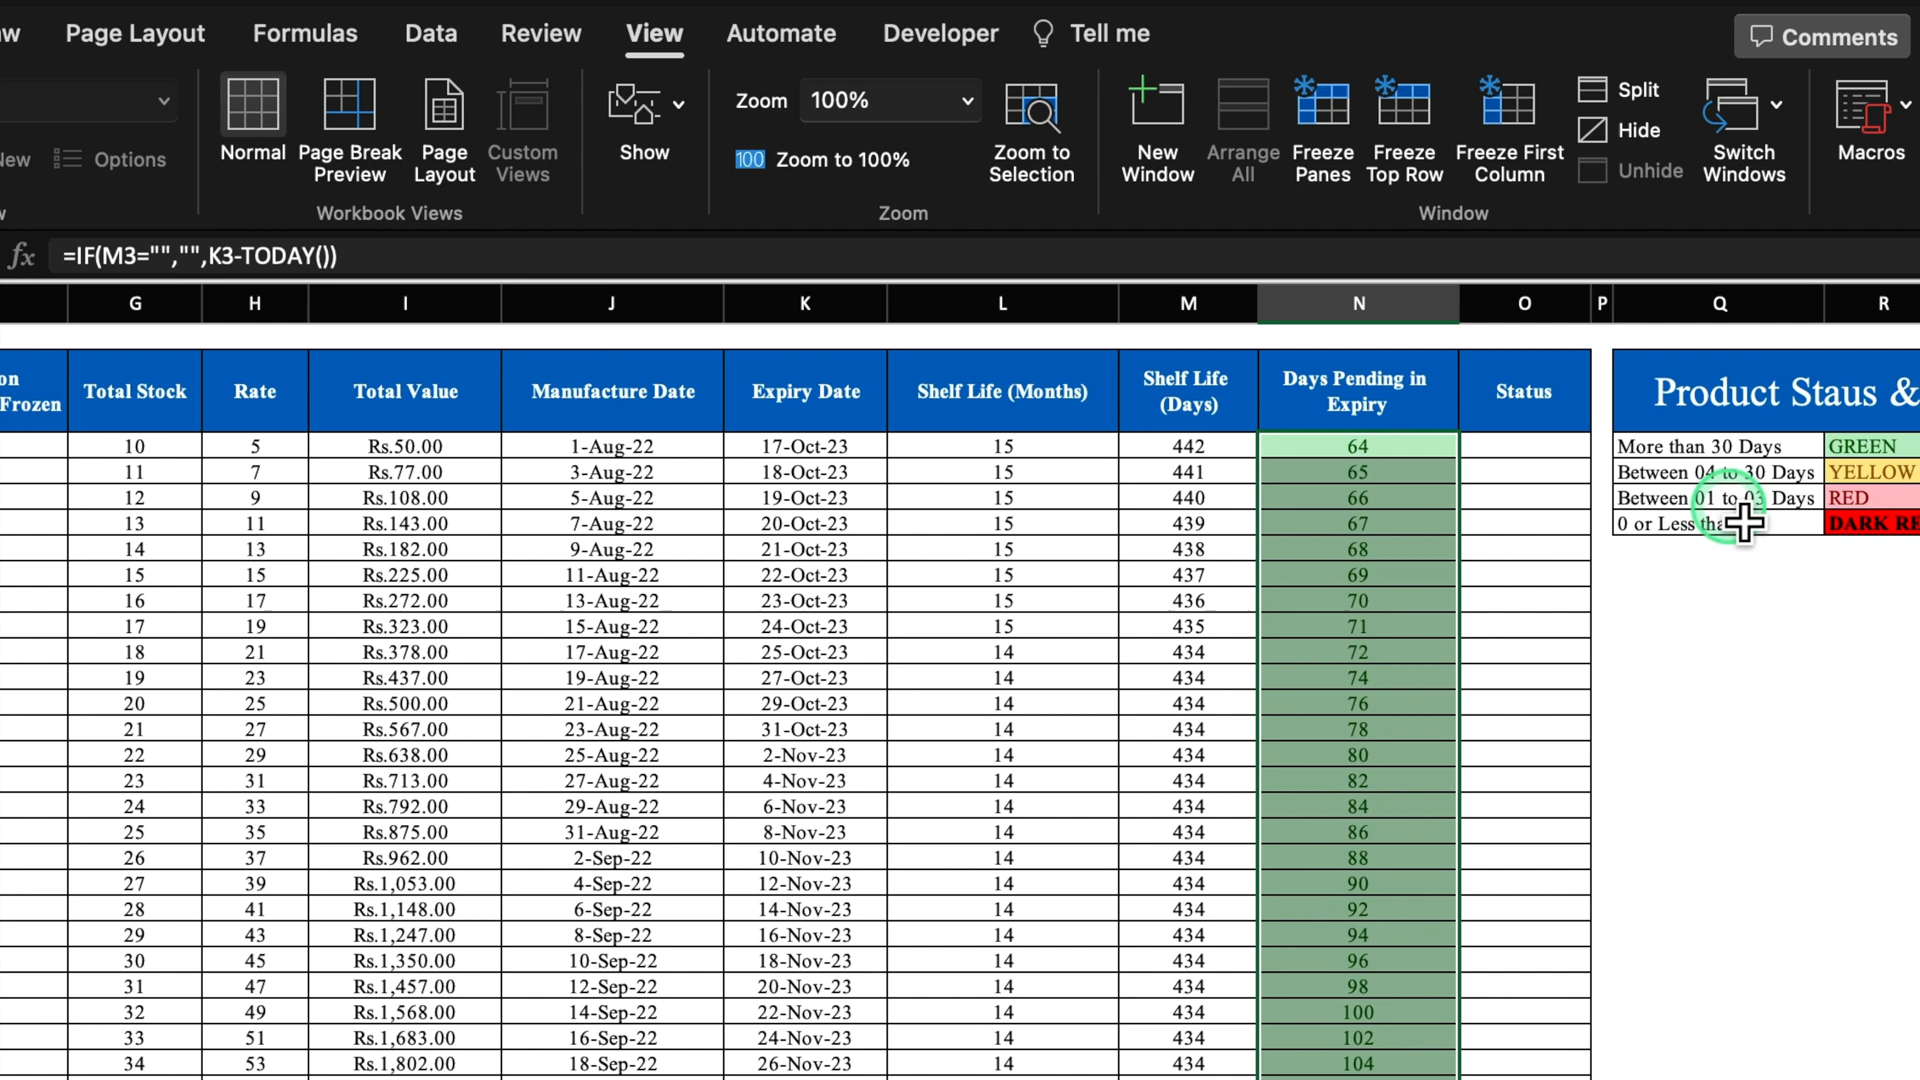 Page Layout Formulas Data Review View Automate Developer Tell me Comments
Options
Normal
Page Break Preview
Page Layout
Custom Views
Workbook Views
Show
Zoom 100%
100 Zoom to 100%
Zoom to Selection
Zoom
New Window
Arrange All
Freeze Panes
Freeze Top Row
Freeze First Column
Split
Hide
Unhide
Switch Windows
Window
Macros
fx =IF(M3="","",K3-TODAY())
G H I J K L M N O P Q R
on Frozen Total Stock Rate Total Value Manufacture Date Expiry Date Shelf Life (Months) Shelf Life (Days) Days Pending in Expiry Status Product Staus &
10 5 Rs.50.00 1-Aug-22 17-Oct-23 15 442 64 More than 30 Days GREEN
11 7 Rs.77.00 3-Aug-22 18-Oct-23 15 441 65 Between 04 to 30 Days YELLOW
12 9 Rs.108.00 5-Aug-22 19-Oct-23 15 440 66 Between 01 to 03 Days RED
13 11 Rs.143.00 7-Aug-22 20-Oct-23 15 439 67 0 or Less DARK RE
14 13 Rs.182.00 9-Aug-22 21-Oct-23 15 438 68
15 15 Rs.225.00 11-Aug-22 22-Oct-23 15 437 69
16 17 Rs.272.00 13-Aug-22 23-Oct-23 15 436 70
17 19 Rs.323.00 15-Aug-22 24-Oct-23 15 435 71
18 21 Rs.378.00 17-Aug-22 25-Oct-23 14 434 72
19 23 Rs.437.00 19-Aug-22 27-Oct-23 14 434 74
20 25 Rs.500.00 21-Aug-22 29-Oct-23 14 434 76
21 27 Rs.567.00 23-Aug-22 31-Oct-23 14 434 78
22 29 Rs.638.00 25-Aug-22 2-Nov-23 14 434 80
23 31 Rs.713.00 27-Aug-22 4-Nov-23 14 434 82
24 33 Rs.792.00 29-Aug-22 6-Nov-23 14 434 84
25 35 Rs.875.00 31-Aug-22 8-Nov-23 14 434 86
26 37 Rs.962.00 2-Sep-22 10-Nov-23 14 434 88
27 39 Rs.1,053.00 4-Sep-22 12-Nov-23 14 434 90
28 41 Rs.1,148.00 6-Sep-22 14-Nov-23 14 434 92
29 43 Rs.1,247.00 8-Sep-22 16-Nov-23 14 434 94
30 45 Rs.1,350.00 10-Sep-22 18-Nov-23 14 434 96
31 47 Rs.1,457.00 12-Sep-22 20-Nov-23 14 434 98
32 49 Rs.1,568.00 14-Sep-22 22-Nov-23 14 434 100
33 51 Rs.1,683.00 16-Sep-22 24-Nov-23 14 434 102
34 53 Rs.1,802.00 18-Sep-22 26-Nov-23 14 434 104